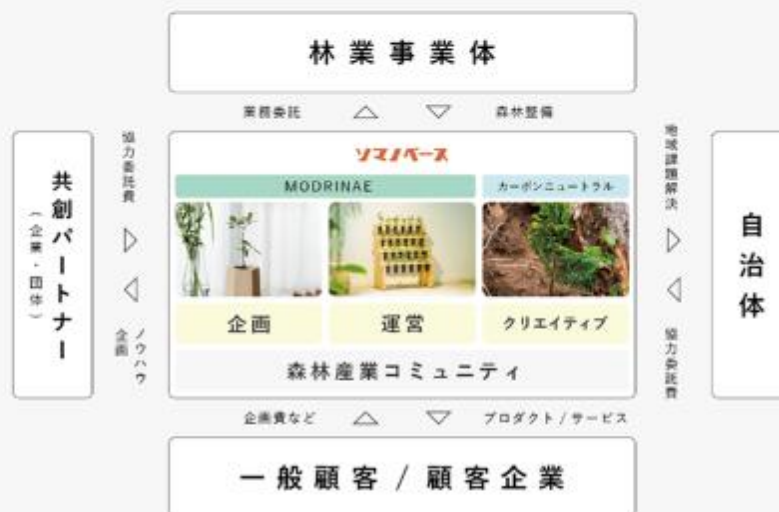 林業事業体
業務委託
森林整備
協力委託費
共創パートナー
（企業・団体）
ノウハウ
企画
ソマノベース
MODRINAE
カーボンニュートラル
企画
運営
クリエイティブ
森林産業コミュニティ
地域課題解決
協力委託費
自治体
企画費など
プロダクト / サービス
一般顧客 / 顧客企業